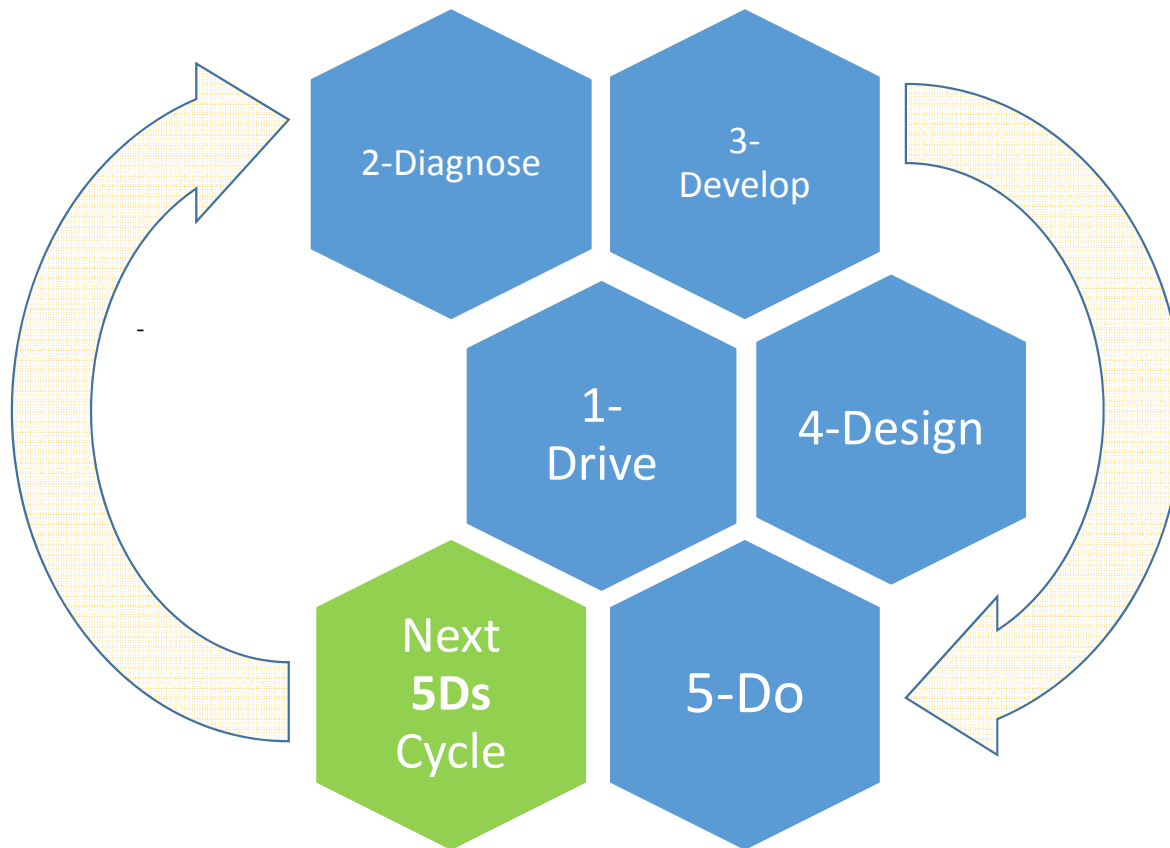 2-Diagnose
3-
Develop
-
1-
Drive
4-Design
Next
5Ds
Cycle
5-Do